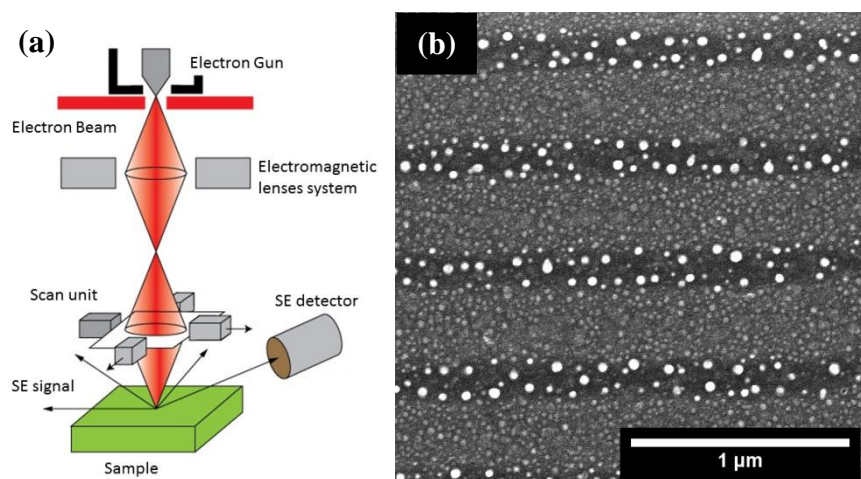 (a)
Electron Gun
Electron Beam
Electromagnetic
lenses system
Scan unit
SE detector
SE signal
Sample
(b)
1 µm